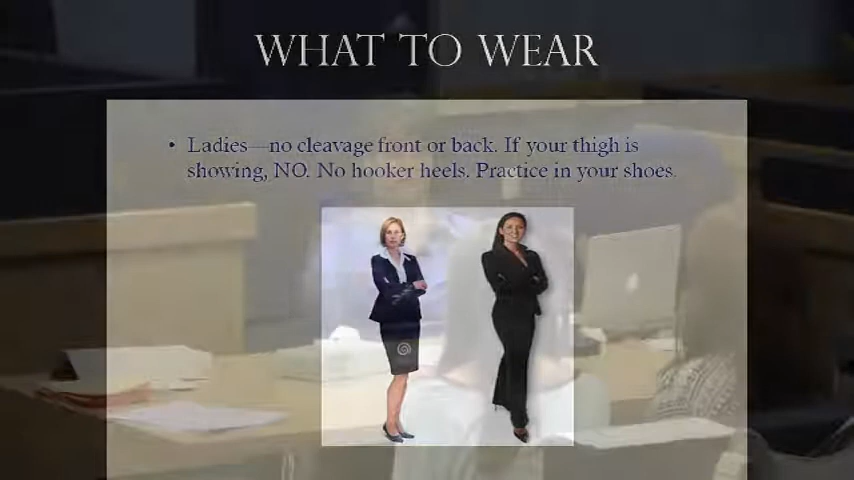 WHAT TO WEAR
• Ladies—no cleavage front or back. If your thigh is
showing, NO. No hooker heels. Practice in your shoes.